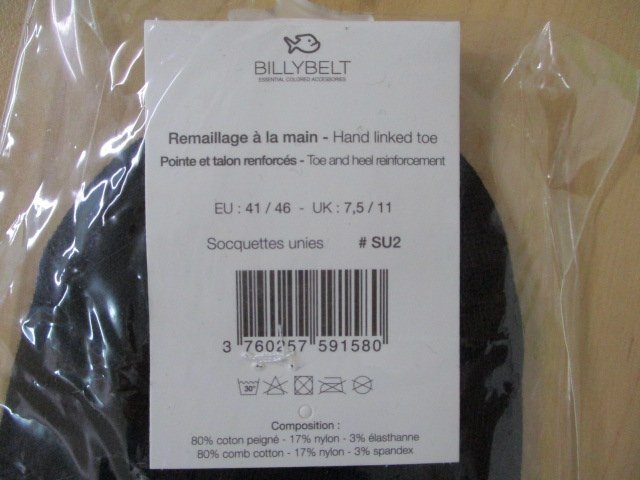 BILLYBELT
ESSENTIAL COLORED ACCESSORIES
Remaillage à la main - Hand linked toe
Pointe et talon renforcés - Toe and heel reinforcement
EU : 41 / 46 - UK : 7,5 / 11
Socquettes unies # SU2
3 760257 591580
30°
Composition :
80% coton peigné - 17% nylon - 3% élasthanne
80% comb cotton - 17% nylon - 3% spandex